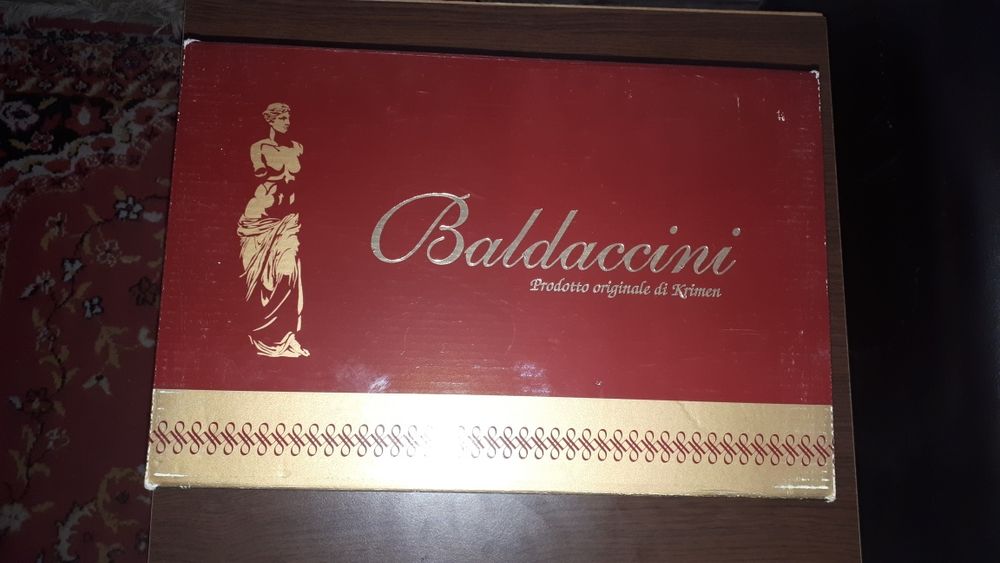 Baldaccini
Prodotto originale di Krimen